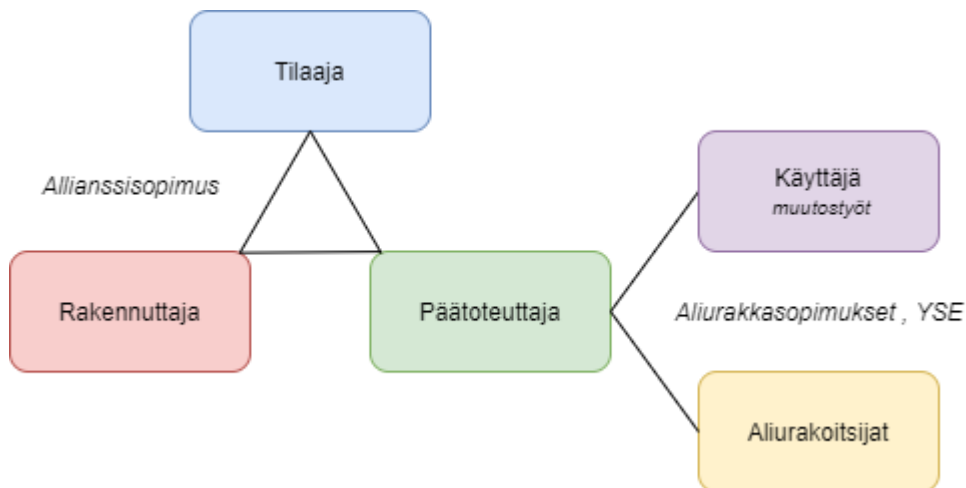 Tilaaja
Allianssisopimus
Käyttäjä
muutostyöt
Rakennuttaja
Päätoteuttaja
Aliurakkasopimukset , YSE
Aliurakoitsijat